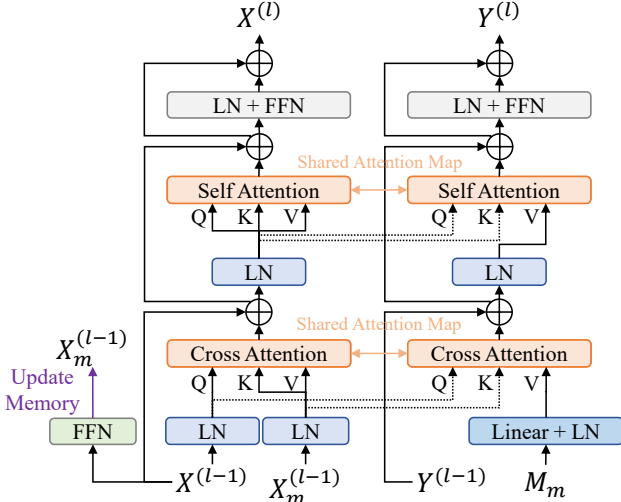 X^(l) Y^(l)
LN + FFN LN + FFN
Shared Attention Map
Self Attention Self Attention
Q K V Q K V
LN LN
Shared Attention Map
X_m^(l-1)
Cross Attention Cross Attention
Update
Memory
Q K V Q K V
FFN LN LN Linear + LN
X^(l-1) X_m^(l-1) Y^(l-1) M_m